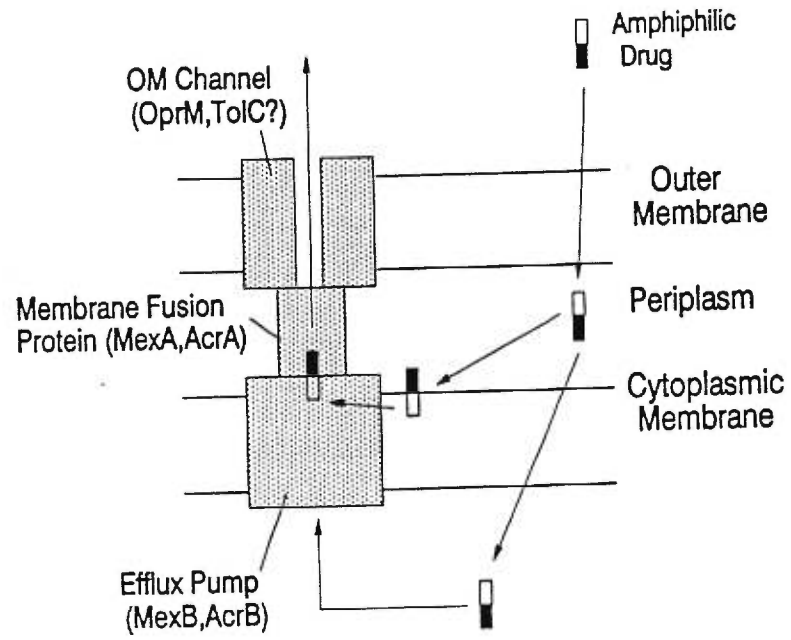 Amphiphilic
Drug
OM Channel
(OprM,TolC?)
Outer
Membrane
Membrane Fusion
Protein (MexA,AcrA)
Periplasm
Cytoplasmic
Membrane
Efflux Pump
(MexB,AcrB)